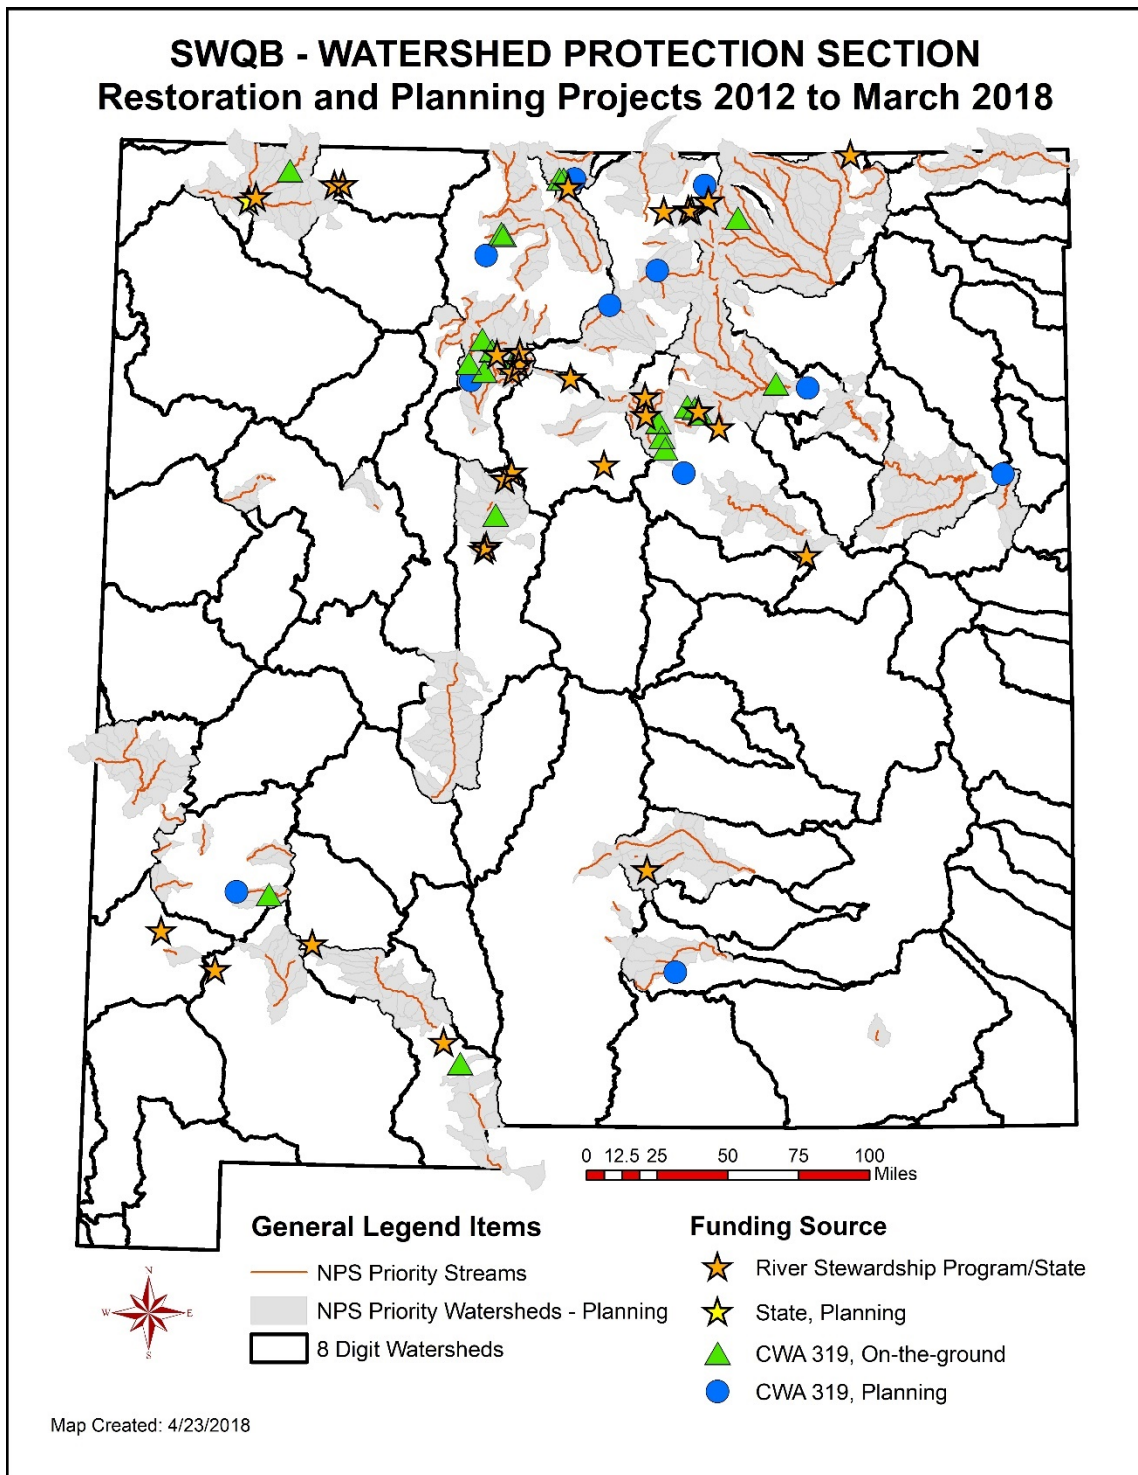 SWQB - WATERSHED PROTECTION SECTION
Restoration and Planning Projects 2012 to March 2018
0 12.5 25 50 75 100
Miles
General Legend Items
NPS Priority Streams
NPS Priority Watersheds - Planning
8 Digit Watersheds
Funding Source
River Stewardship Program/State
State, Planning
CWA 319, On-the-ground
CWA 319, Planning
N
W E
S
Map Created: 4/23/2018